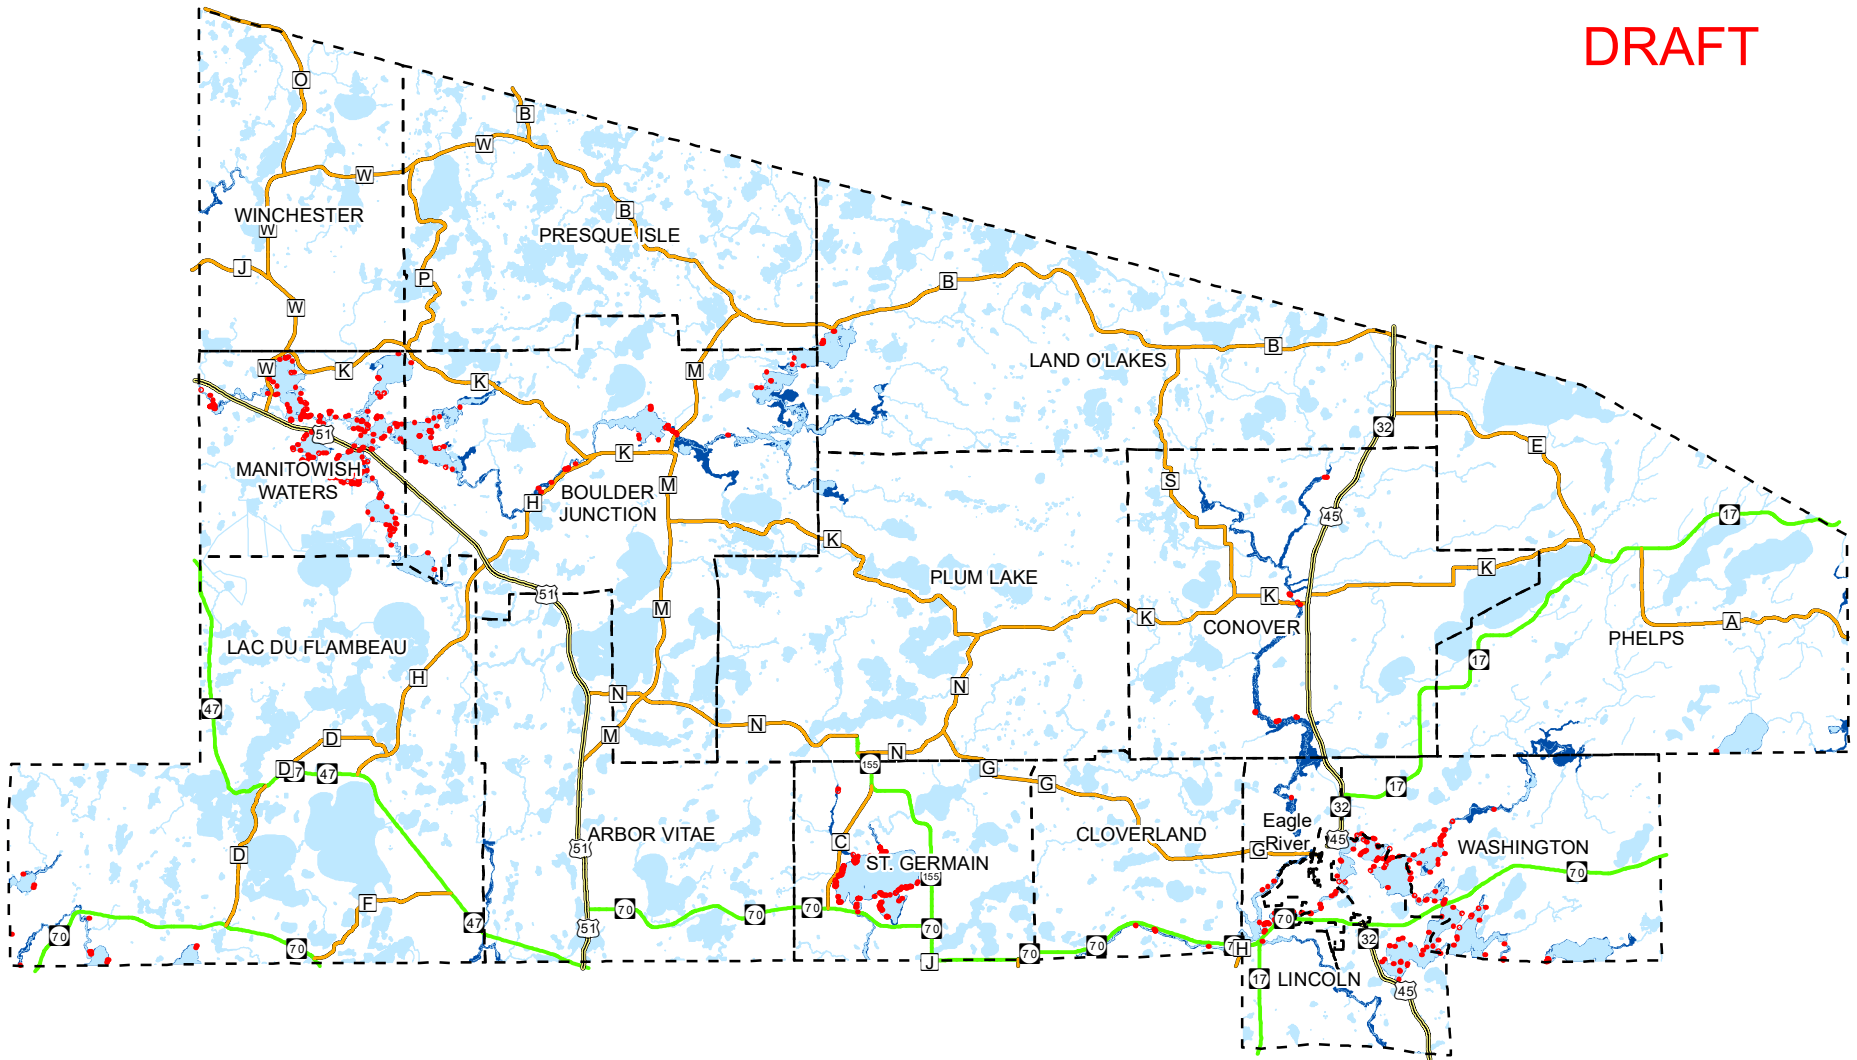 DRAFT
O
B
W
W
WINCHESTER
W
B
PRESQUE ISLE
J
P
B
W
LAND O'LAKES
B
W
K
K
M
51
32
E
MANITOWISH
WATERS
K
S
BOULDER
JUNCTION
H
M
45
17
K
PLUM LAKE
K
51
M
K
K
CONOVER
A
PHELPS
LAC DU FLAMBEAU
H
17
N
N
47
N
D
M
N
155
G
D
47
G
17
32
Eagle
River
ARBOR VITAE
C
CLOVERLAND
45
WASHINGTON
51
ST. GERMAIN
G
D
155
70
F
70
70
70
70
47
51
70
32
70
70
70
70
H
J
17
LINCOLN
45